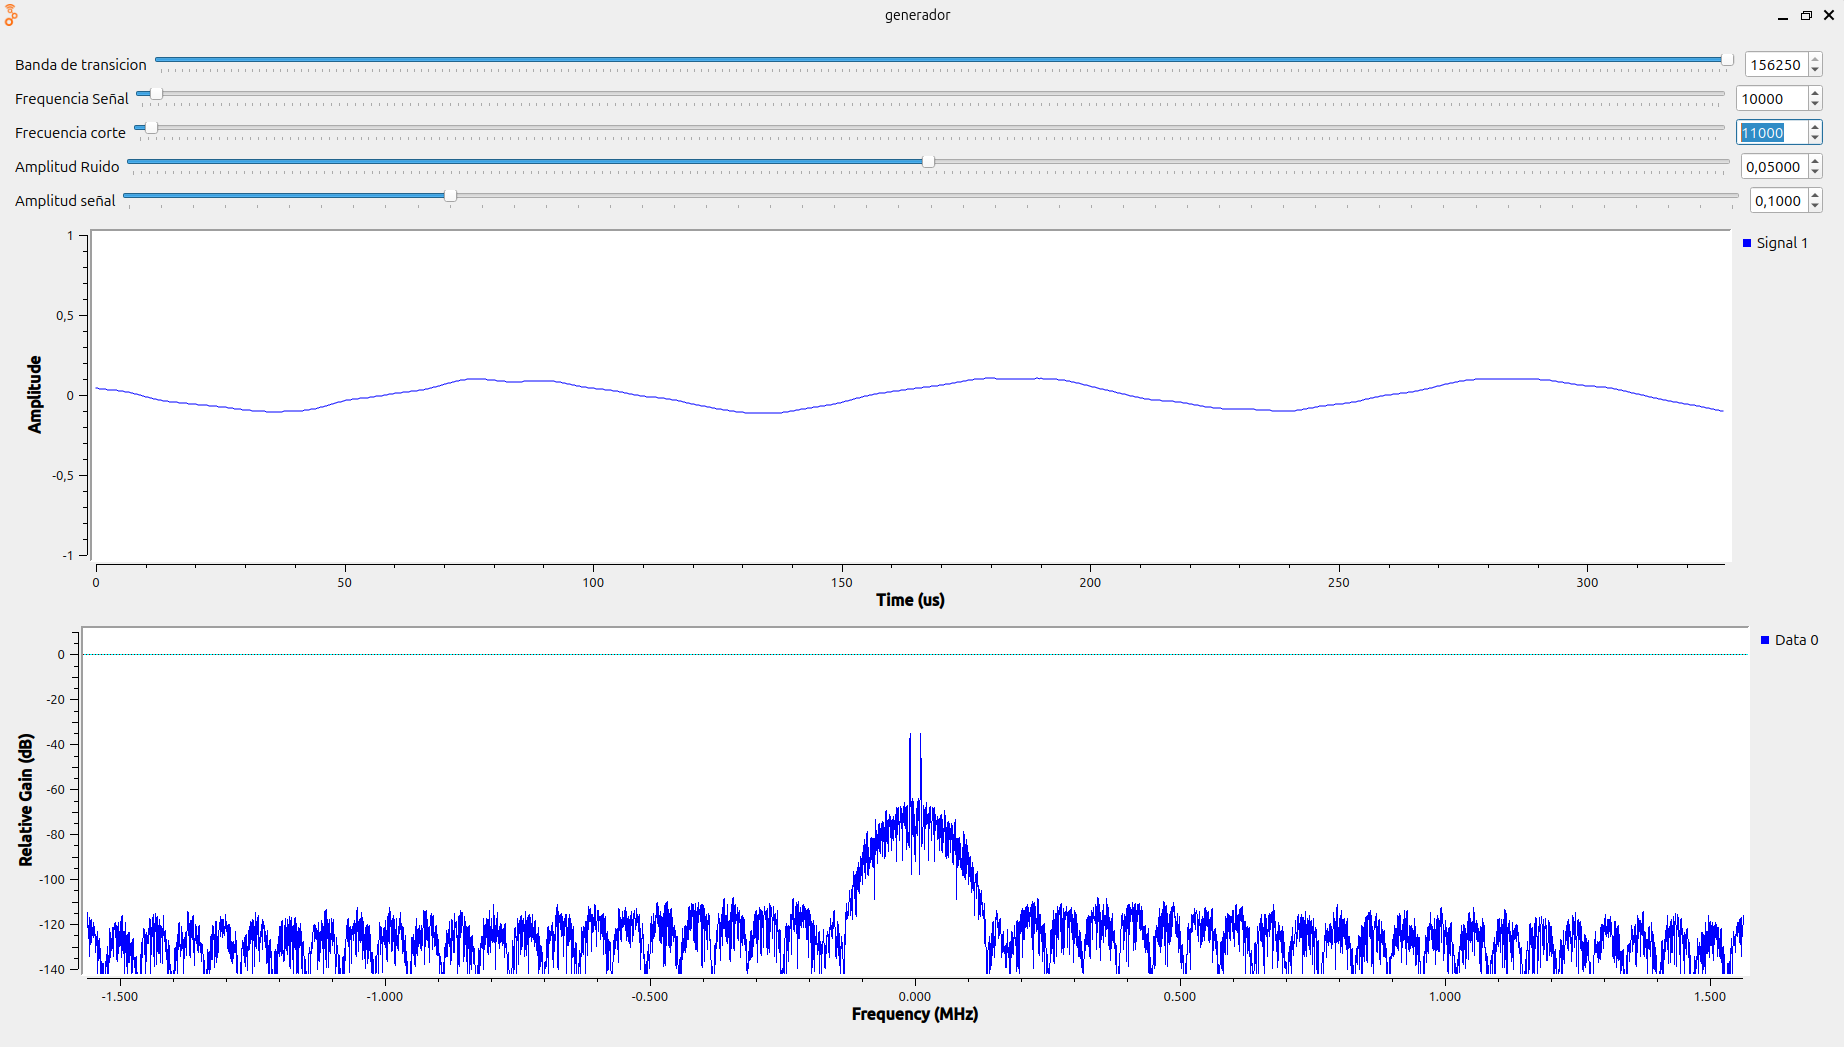 generador
Banda de transicion 156250
Frequencia Señal 10000
Frecuencia corte 11000
Amplitud Ruido 0,05000
Amplitud señal 0,1000
Signal 1
1
0,5
0
-0,5
-1
Amplitude
0 50 100 150 200 250 300
Time (us)
Data 0
0
-20
-40
-60
-80
-100
-120
-140
Relative Gain (dB)
-1.500 -1.000 -0.500 0.000 0.500 1.000 1.500
Frequency (MHz)